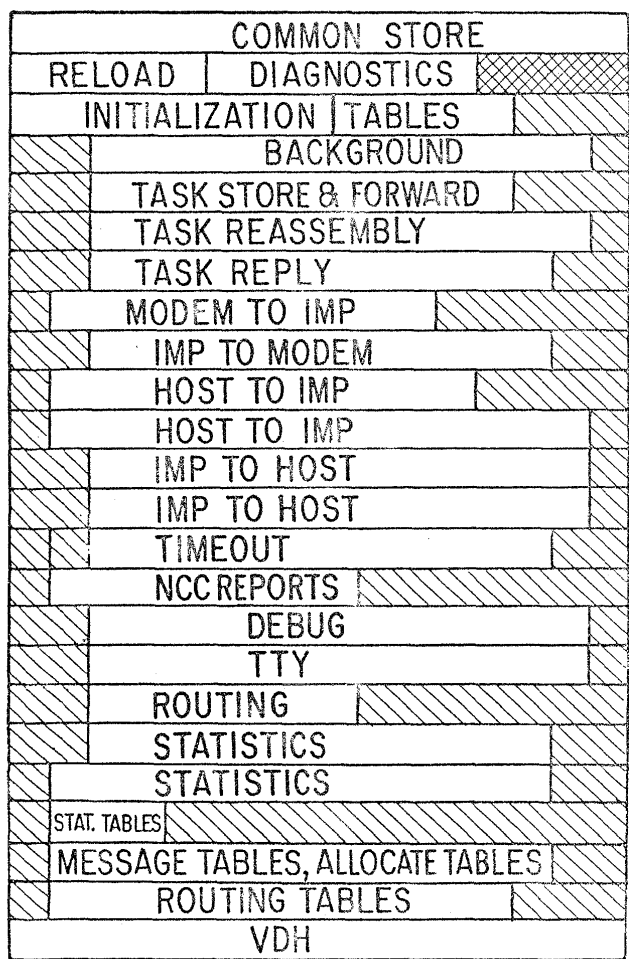 COMMON STORE
RELOAD DIAGNOSTICS
INITIALIZATION TABLES
BACKGROUND
TASK STORE & FORWARD
TASK REASSEMBLY
TASK REPLY
MODEM TO IMP
IMP TO MODEM
HOST TO IMP
HOST TO IMP
IMP TO HOST
IMP TO HOST
TIMEOUT
NCC REPORTS
DEBUG
TTY
ROUTING
STATISTICS
STATISTICS
STAT. TABLES
MESSAGE TABLES, ALLOCATE TABLES
ROUTING TABLES
VDH